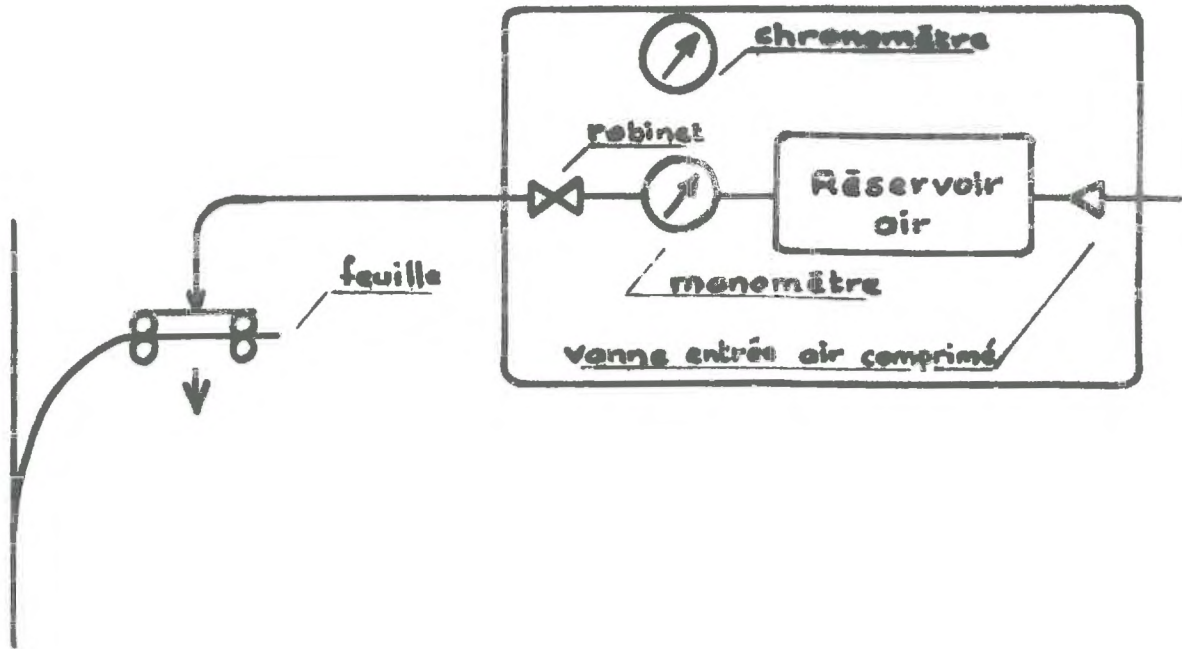 chronomètre
robinet
Réservoir
air
feuille
manomètre
vanne entrée air comprimé